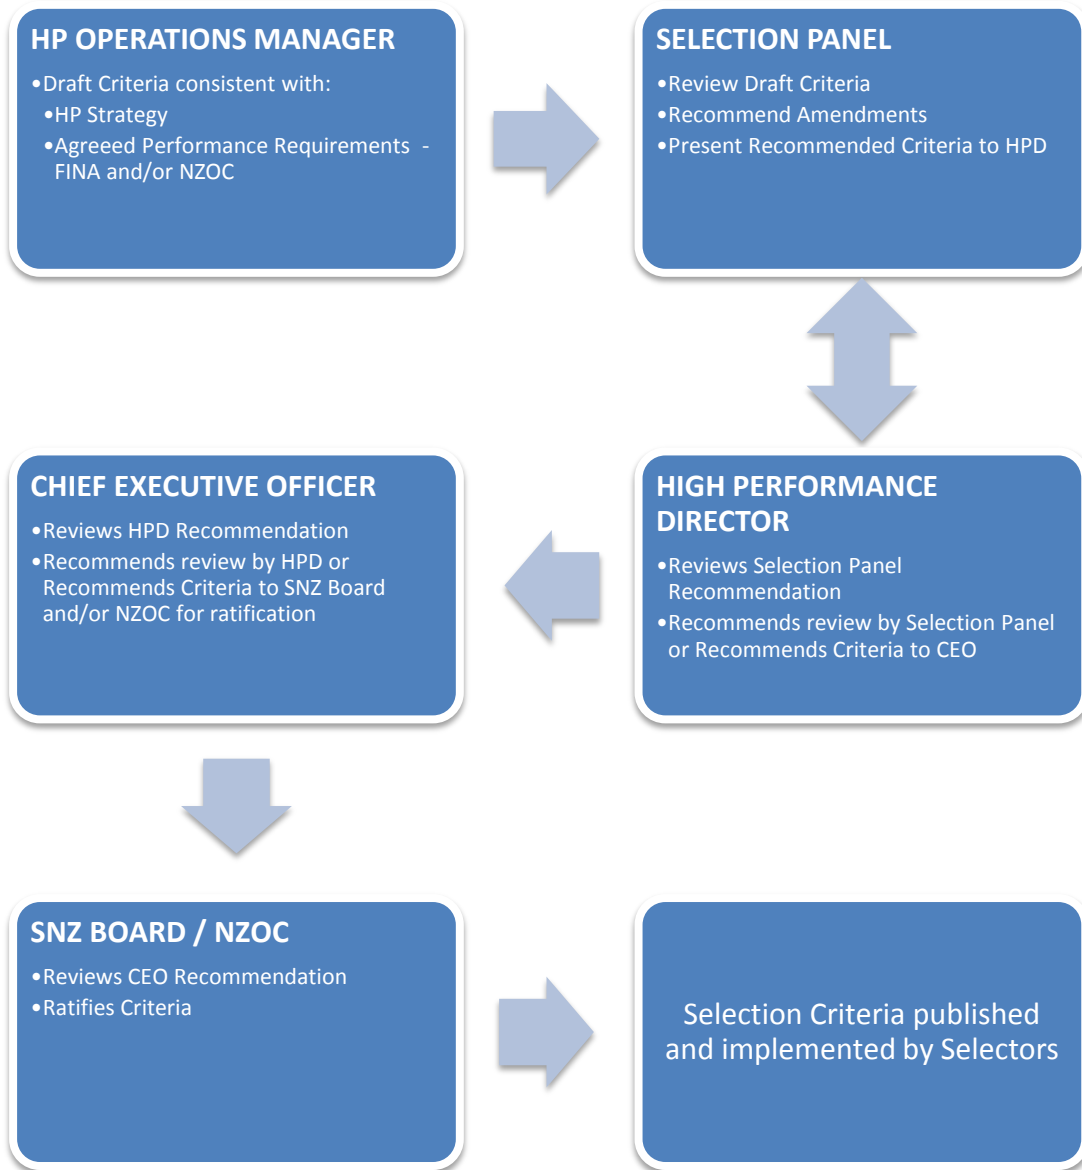 HP OPERATIONS MANAGER
•Draft Criteria consistent with:
•HP Strategy
•Agreeed Performance Requirements -
FINA and/or NZOC
SELECTION PANEL
•Review Draft Criteria
•Recommend Amendments
•Present Recommended Criteria to HPD
HIGH PERFORMANCE
DIRECTOR
•Reviews Selection Panel
Recommendation
•Recommends review by Selection Panel
or Recommends Criteria to CEO
CHIEF EXECUTIVE OFFICER
•Reviews HPD Recommendation
•Recommends review by HPD or
Recommends Criteria to SNZ Board
and/or NZOC for ratification
SNZ BOARD / NZOC
•Reviews CEO Recommendation
•Ratifies Criteria
Selection Criteria published
and implemented by Selectors